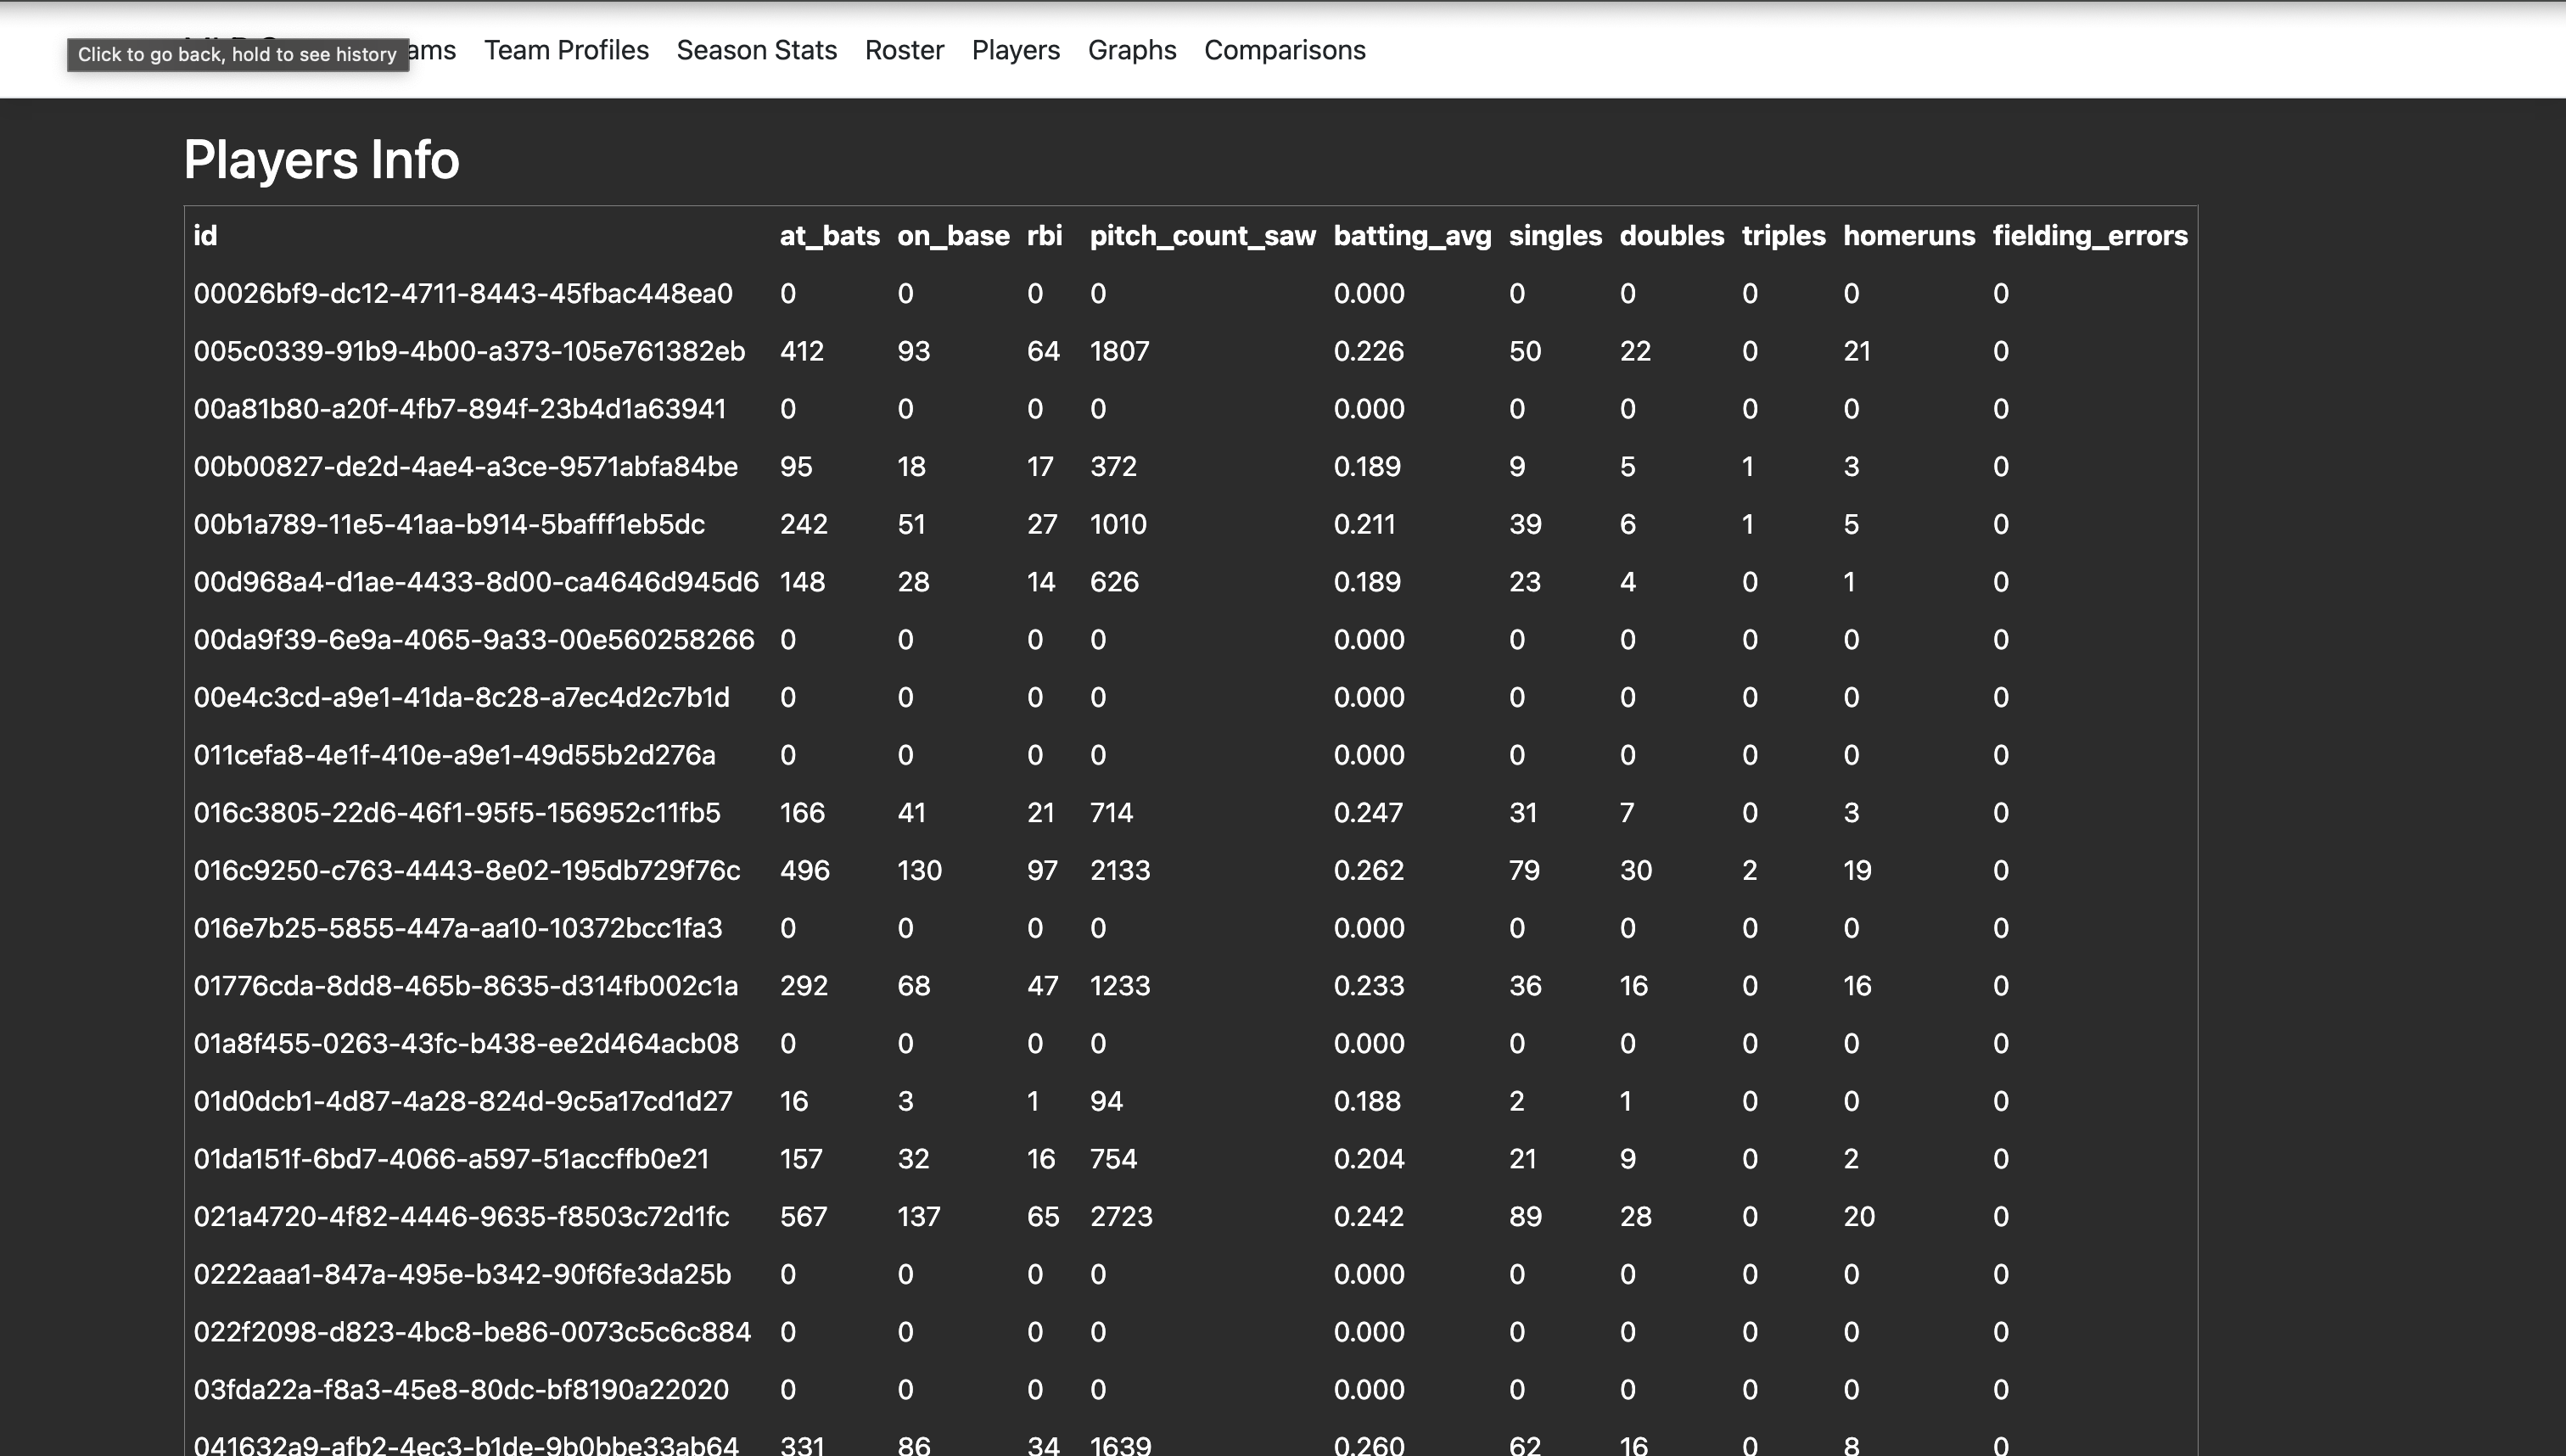 Click to go back, hold to see history
Team Profiles Season Stats Roster Players Graphs Comparisons
Players Info
id at_bats on_base rbi pitch_count_saw batting_avg singles doubles triples homeruns fielding_errors
00026bf9-dc12-4711-8443-45fbac448ea0 0 0 0 0 0.000 0 0 0 0 0
005c0339-91b9-4b00-a373-105e761382eb 412 93 64 1807 0.226 50 22 0 21 0
00a81b80-a20f-4fb7-894f-23b4d1a63941 0 0 0 0 0.000 0 0 0 0 0
00b00827-de2d-4ae4-a3ce-9571abfa84be 95 18 17 372 0.189 9 5 1 3 0
00b1a789-11e5-41aa-b914-5bafff1eb5dc 242 51 27 1010 0.211 39 6 1 5 0
00d968a4-d1ae-4433-8d00-ca4646d945d6 148 28 14 626 0.189 23 4 0 1 0
00da9f39-6e9a-4065-9a33-00e560258266 0 0 0 0 0.000 0 0 0 0 0
00e4c3cd-a9e1-41da-8c28-a7ec4d2c7b1d 0 0 0 0 0.000 0 0 0 0 0
011cefa8-4e1f-410e-a9e1-49d55b2d276a 0 0 0 0 0.000 0 0 0 0 0
016c3805-22d6-46f1-95f5-156952c11fb5 166 41 21 714 0.247 31 7 0 3 0
016c9250-c763-4443-8e02-195db729f76c 496 130 97 2133 0.262 79 30 2 19 0
016e7b25-5855-447a-aa10-10372bcc1fa3 0 0 0 0 0.000 0 0 0 0 0
01776cda-8dd8-465b-8635-d314fb002c1a 292 68 47 1233 0.233 36 16 0 16 0
01a8f455-0263-43fc-b438-ee2d464acb08 0 0 0 0 0.000 0 0 0 0 0
01d0dcb1-4d87-4a28-824d-9c5a17cd1d27 16 3 1 94 0.188 2 1 0 0 0
01da151f-6bd7-4066-a597-51accffb0e21 157 32 16 754 0.204 21 9 0 2 0
021a4720-4f82-4446-9635-f8503c72d1fc 567 137 65 2723 0.242 89 28 0 20 0
0222aaa1-847a-495e-b342-90f6fe3da25b 0 0 0 0 0.000 0 0 0 0 0
022f2098-d823-4bc8-be86-0073c5c6c884 0 0 0 0 0.000 0 0 0 0 0
03fda22a-f8a3-45e8-80dc-bf8190a22020 0 0 0 0 0.000 0 0 0 0 0
041632a9-afb2-4ec3-b1de-9b0bbe33ab64 331 86 34 1639 0.260 62 16 0 8 0